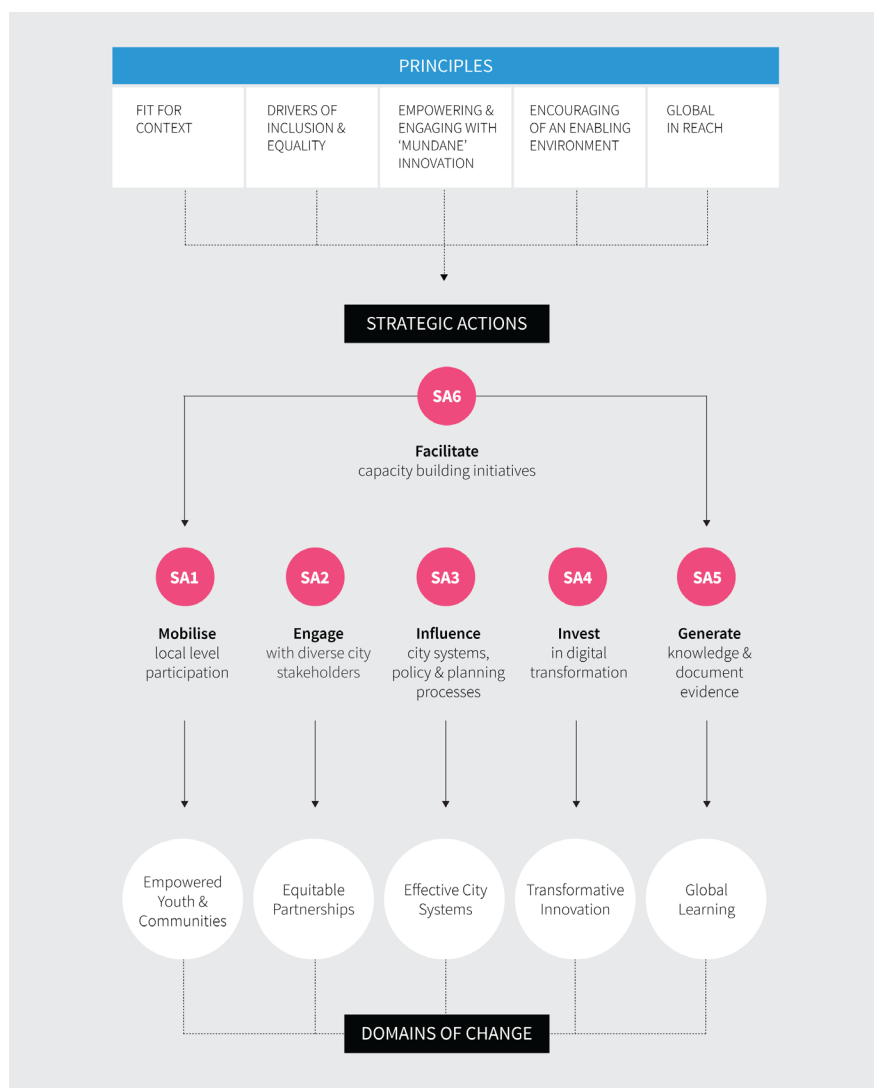 PRINCIPLES
FIT FOR
CONTEXT
DRIVERS OF
INCLUSION &
EQUALITY
EMPOWERING &
ENGAGING WITH
‘MUNDANE’
INNOVATION
ENCOURAGING
OF AN ENABLING
ENVIRONMENT
GLOBAL
IN REACH
STRATEGIC ACTIONS
SA6
Facilitate
capacity building initiatives
SA1
Mobilise
local level
participation
SA2
Engage
with diverse city
stakeholders
SA3
Influence
city systems,
policy & planning
processes
SA4
Invest
in digital
transformation
SA5
Generate
knowledge &
document
evidence
Empowered
Youth &
Communities
Equitable
Partnerships
Effective City
Systems
Transformative
Innovation
Global
Learning
DOMAINS OF CHANGE